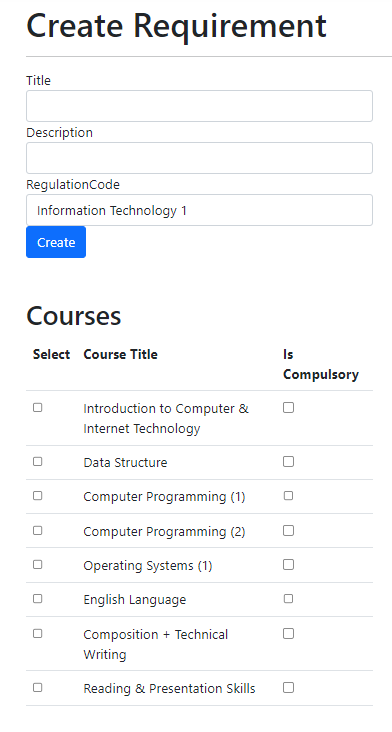 Create Requirement
Title
Description
RegulationCode
Information Technology 1
Create
Courses
Select Course Title Is
Compulsory
Introduction to Computer &
Internet Technology
Data Structure
Computer Programming (1)
Computer Programming (2)
Operating Systems (1)
English Language
Composition + Technical
Writing
Reading & Presentation Skills